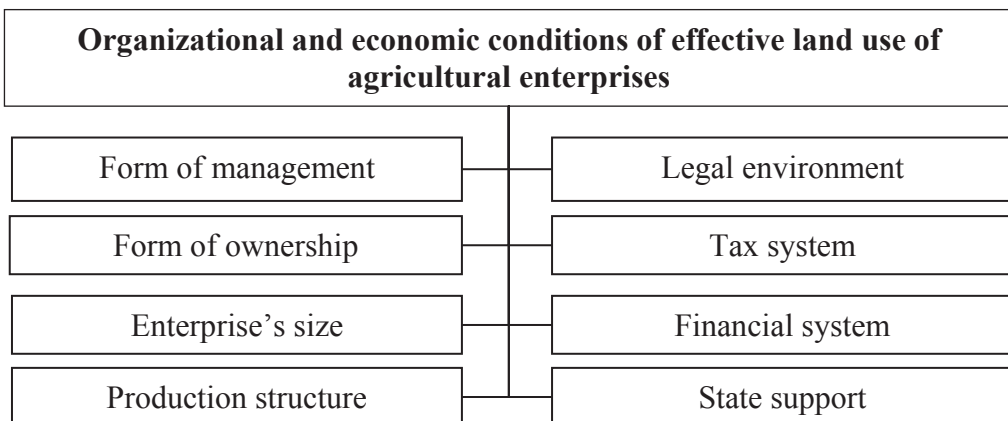 Organizational and economic conditions of effective land use of
agricultural enterprises
Form of management
Legal environment
Form of ownership
Tax system
Enterprise’s size
Financial system
Production structure
State support